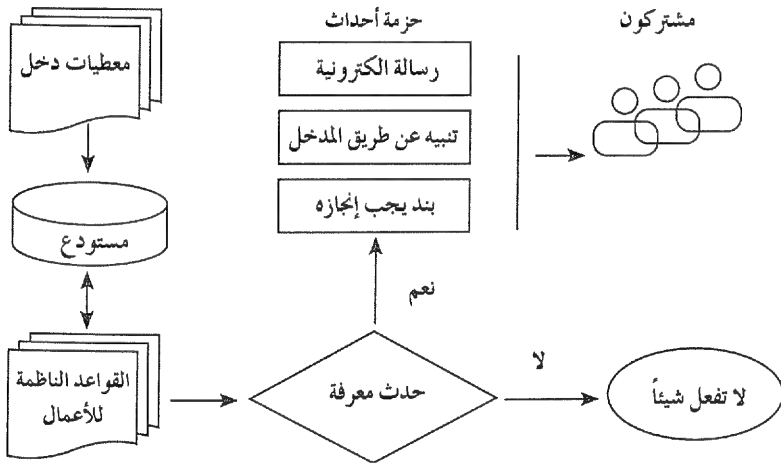 مشتركون
حزمة أحداث
معطيات دخل
رسالة الكترونية
تنبيه عن طريق المدخل
بند يجب إنجازه
مستودع
نعم
لا
القواعد الناظمة
للأعمال
حدث معرفة
لا تفعل شيئاً